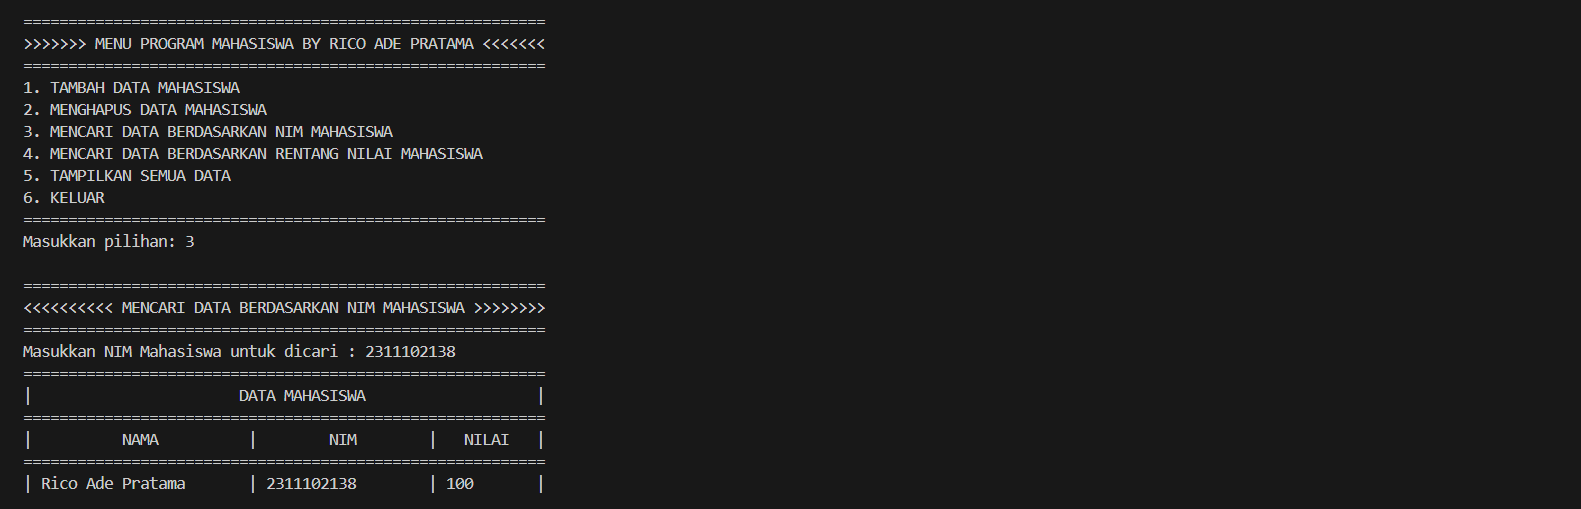 ==========================================================
>>>>>>> MENU PROGRAM MAHASISWA BY RICO ADE PRATAMA <<<<<<<
==========================================================
1. TAMBAH DATA MAHASISWA
2. MENGHAPUS DATA MAHASISWA
3. MENCARI DATA BERDASARKAN NIM MAHASISWA
4. MENCARI DATA BERDASARKAN RENTANG NILAI MAHASISWA
5. TAMPILKAN SEMUA DATA
6. KELUAR
==========================================================
Masukkan pilihan: 3

==========================================================
<<<<<<<<<< MENCARI DATA BERDASARKAN NIM MAHASISWA >>>>>>>>
==========================================================
Masukkan NIM Mahasiswa untuk dicari : 2311102138
==========================================================
|                       DATA MAHASISWA                   |
==========================================================
|          NAMA          |        NIM        |   NILAI   |
==========================================================
| Rico Ade Pratama       | 2311102138        | 100       |